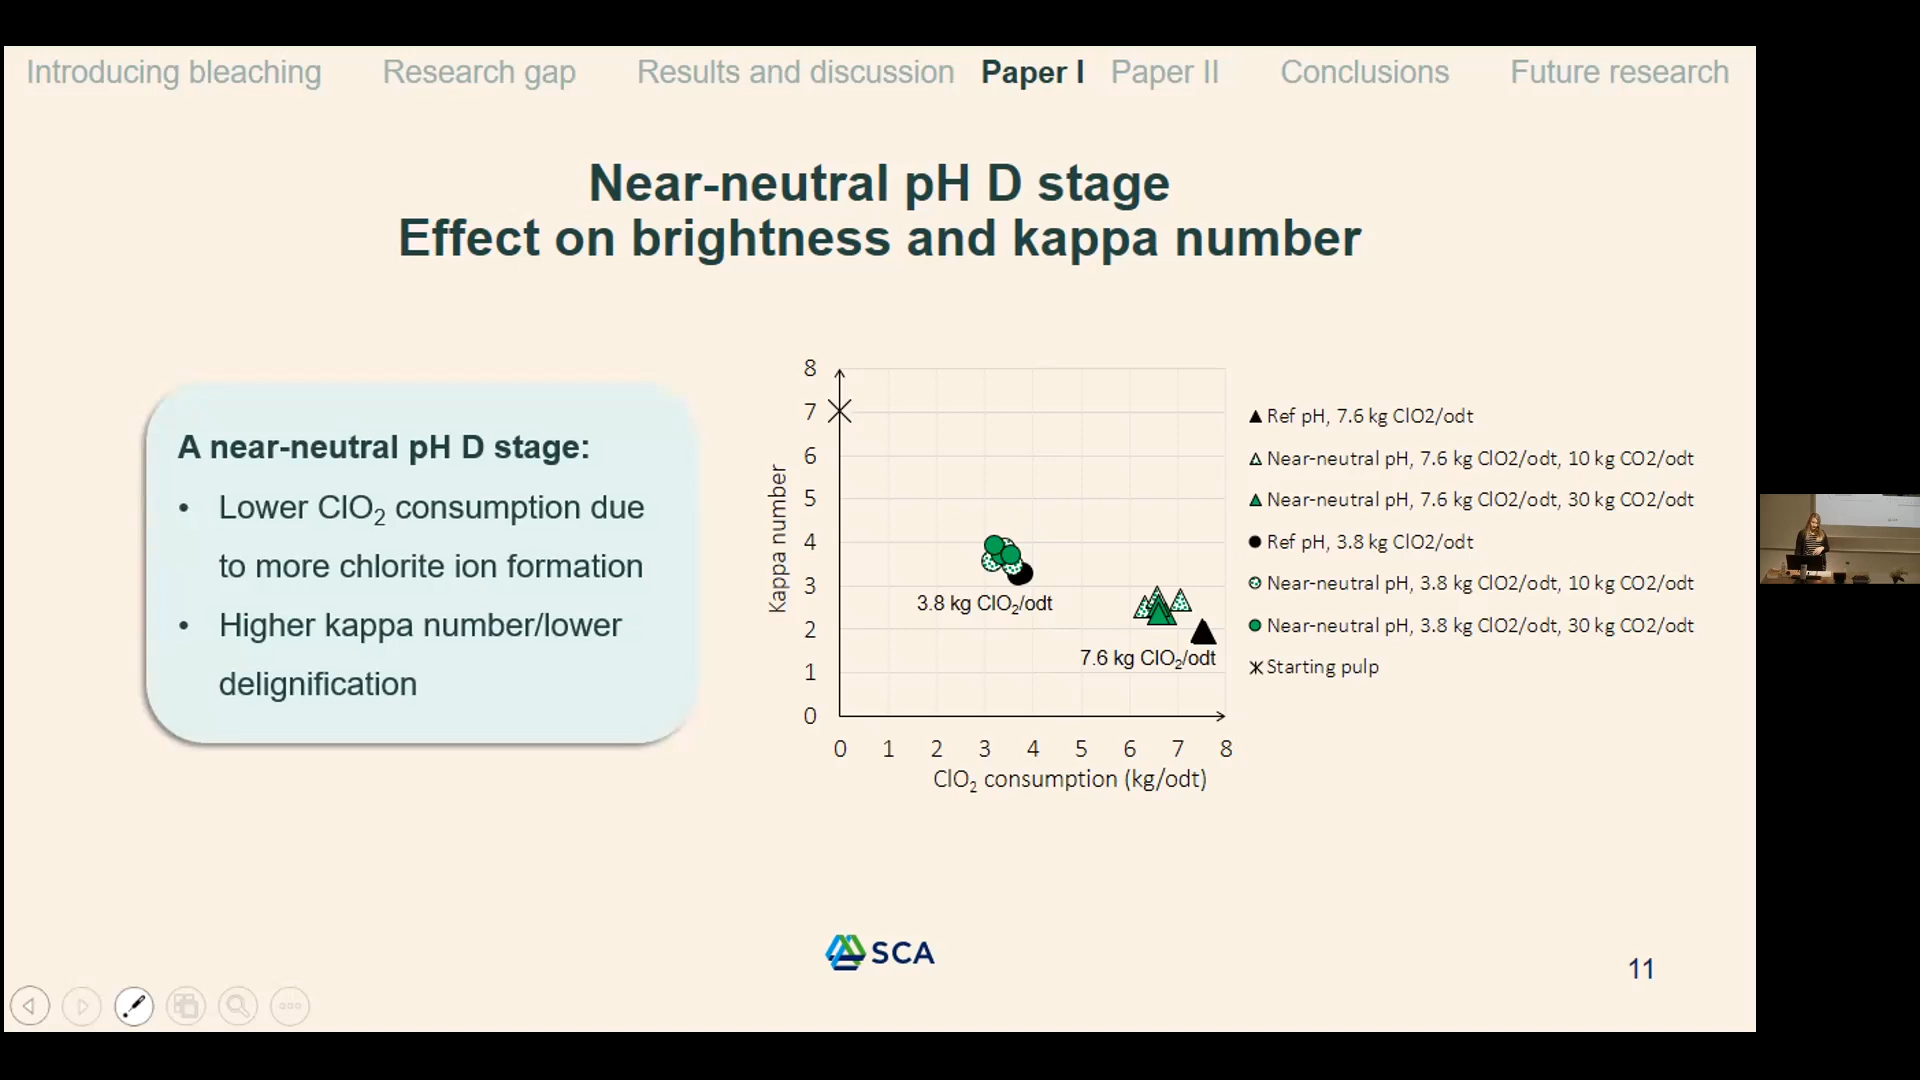 Introducing bleaching Research gap Results and discussion Paper I Paper II Conclusions Future research
Near-neutral pH D stage
Effect on brightness and kappa number
A near-neutral pH D stage:
• Lower ClO₂ consumption due
to more chlorite ion formation
• Higher kappa number/lower
delignification
Kappa number
8
7
6
5
4
3
2
1
0
3.8 kg ClO₂/odt
7.6 kg ClO₂/odt
0 1 2 3 4 5 6 7 8
ClO₂ consumption (kg/odt)
Ref pH, 7.6 kg ClO2/odt
Near-neutral pH, 7.6 kg ClO2/odt, 10 kg CO2/odt
Near-neutral pH, 7.6 kg ClO2/odt, 30 kg CO2/odt
Ref pH, 3.8 kg ClO2/odt
Near-neutral pH, 3.8 kg ClO2/odt, 10 kg CO2/odt
Near-neutral pH, 3.8 kg ClO2/odt, 30 kg CO2/odt
Starting pulp
SCA
11